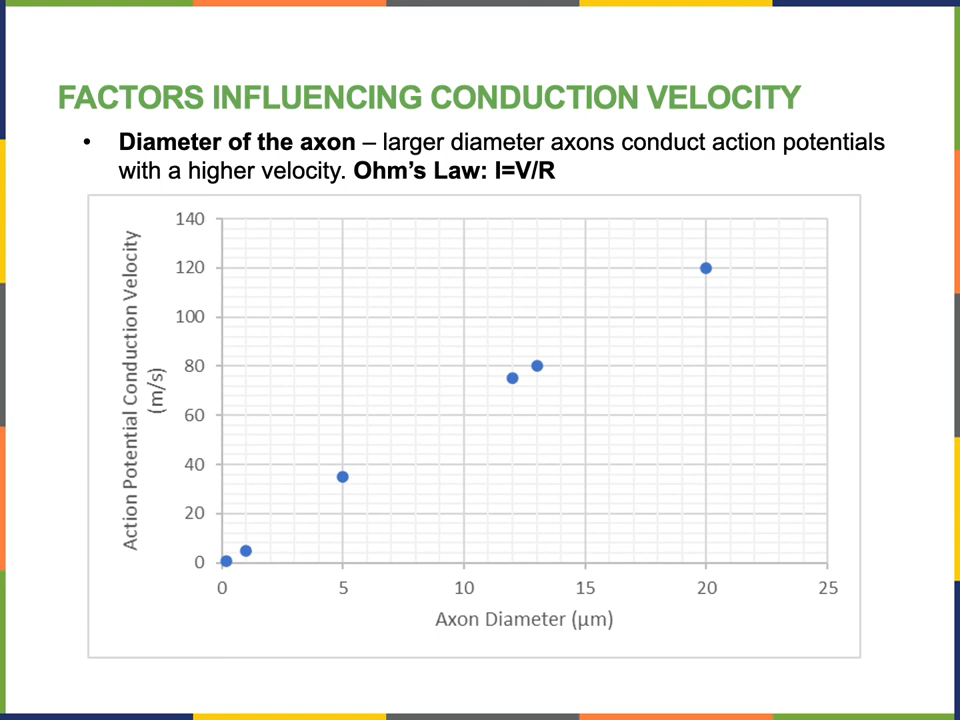 FACTORS INFLUENCING CONDUCTION VELOCITY
• Diameter of the axon – larger diameter axons conduct action potentials
with a higher velocity. Ohm’s Law: I=V/R
Action Potential Conduction Velocity
(m/s)
140
120
100
80
60
40
20
0
0 5 10 15 20 25
Axon Diameter (µm)